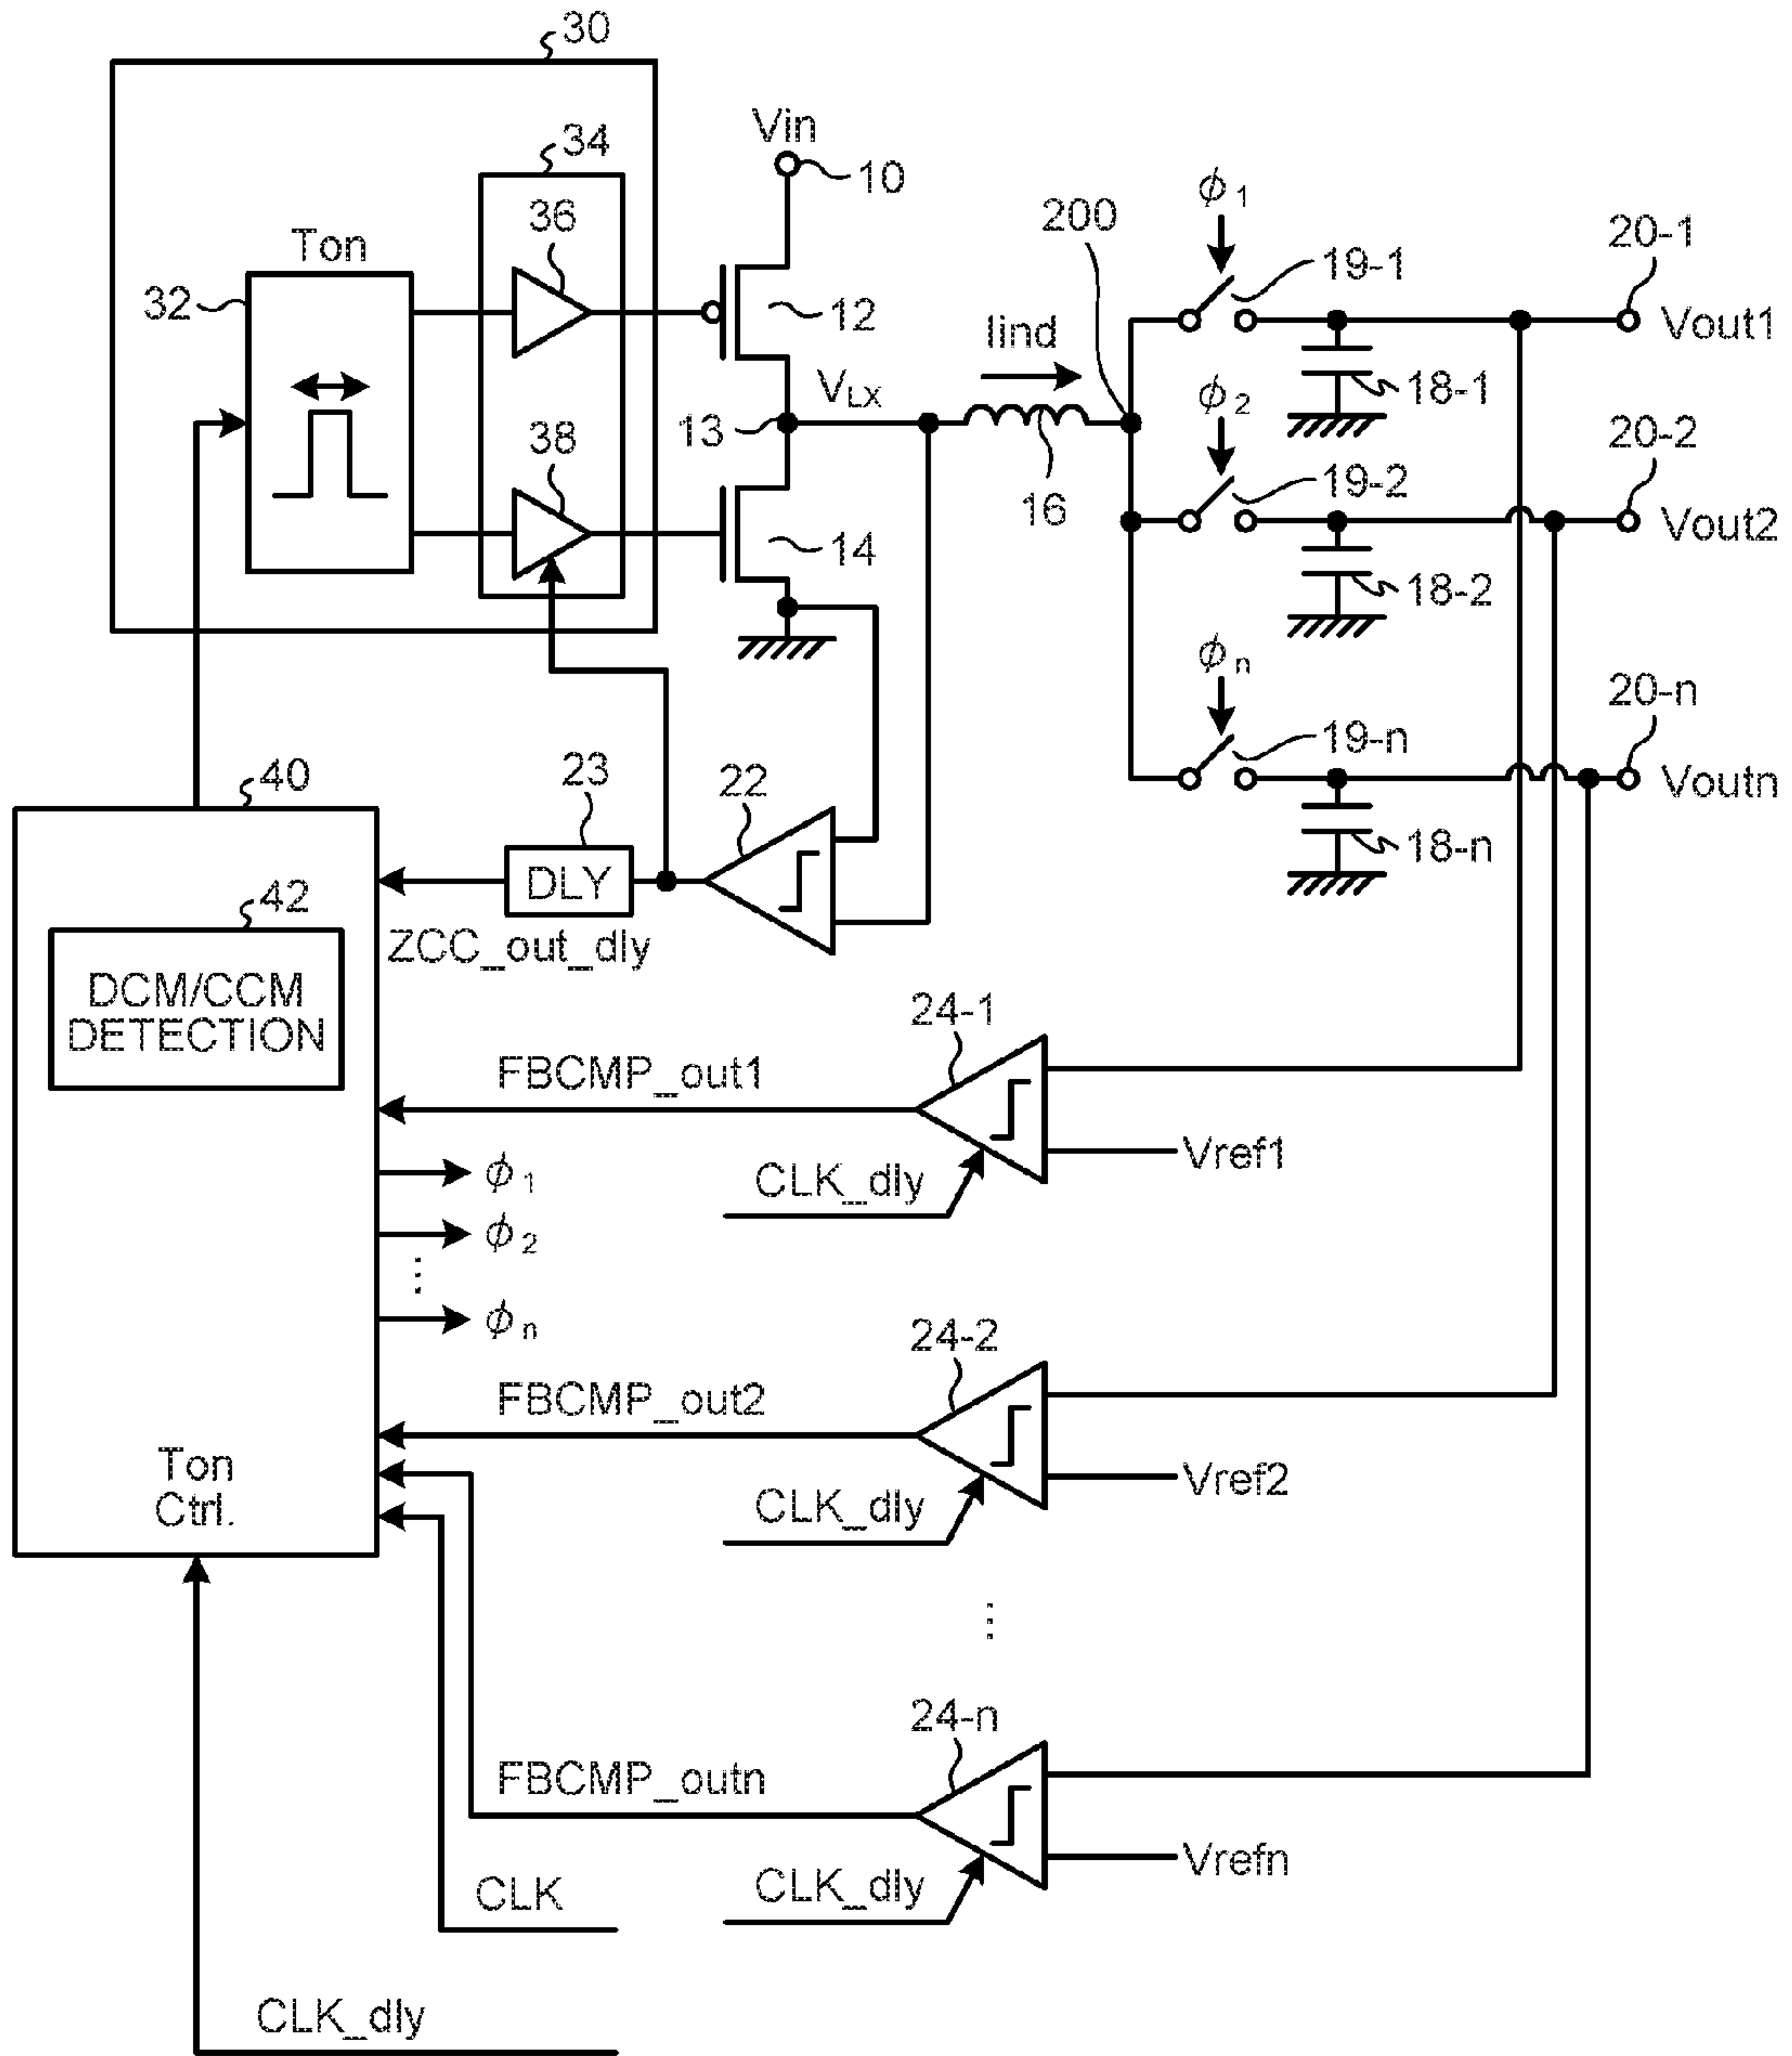 30
Vin
34
10
ϕ1
36
200
20-1
Ton
19-1
32
12
Iind
Vout1
VLX
18-1
ϕ2
13
20-2
38
19-2
16
Vout2
14
18-2
ϕn
20-n
19-n
40
23
22
Voutn
DLY
18-n
42
ZCC_out_dly
DCM/CCM
DETECTION
24-1
FBCMP_out1
Vref1
CLK_dly
ϕ1
ϕ2
⋮
ϕn
24-2
FBCMP_out2
Ton
Ctrl.
Vref2
CLK_dly
⋮
24-n
FBCMP_outn
Vrefn
CLK
CLK_dly
CLK_dly